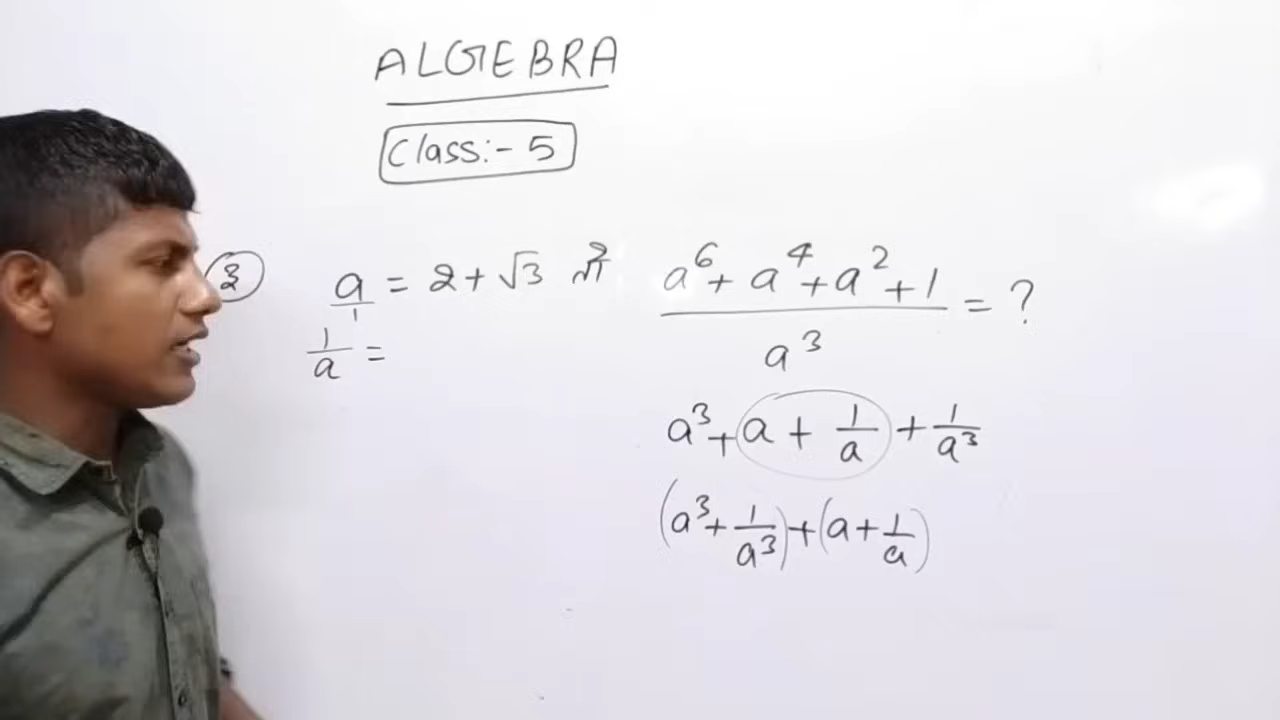 ALGEBRA
Class:- 5
3 a/1 = 2 + √3 तो (a⁶ + a⁴ + a² + 1)/a³ = ?
1/a =
a³ + a + 1/a + 1/a³
(a³ + 1/a³) + (a + 1/a)